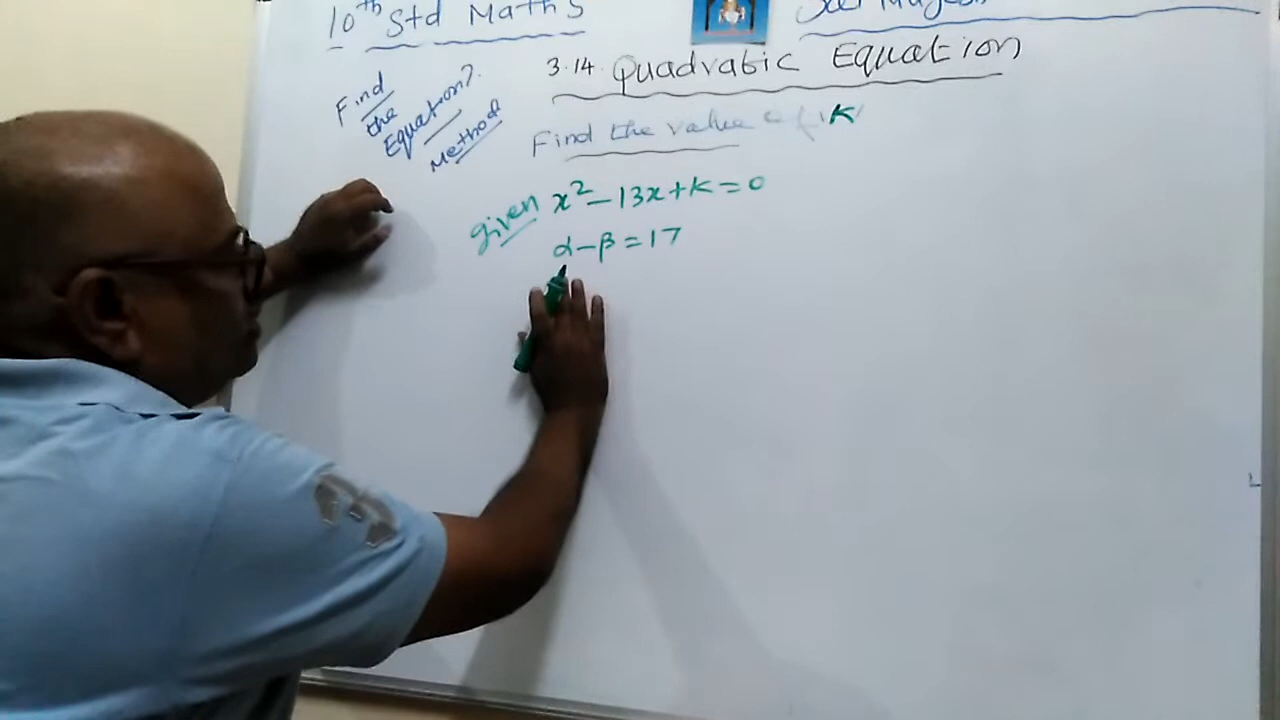 10th Std Maths
Find
the
Equation?
Method
3.14. Quadratic Equation
Find the value of 'K'
given x² – 13x + k = 0
α – β = 17